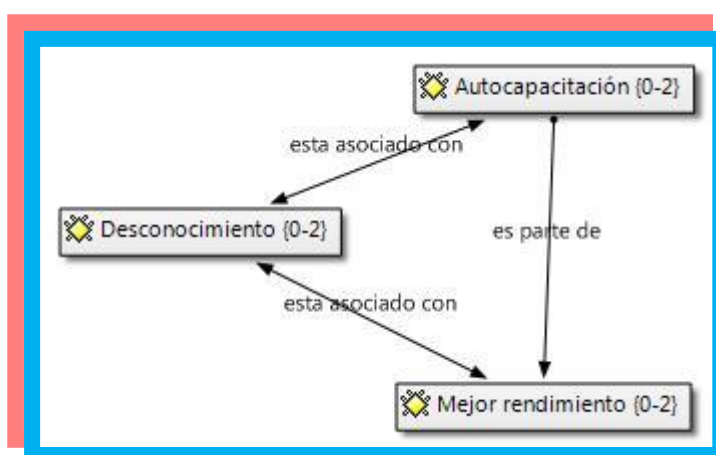 Autocapacitación {0-2}
esta asociado con
Desconocimiento {0-2}
es parte de
esta asociado con
Mejor rendimiento {0-2}